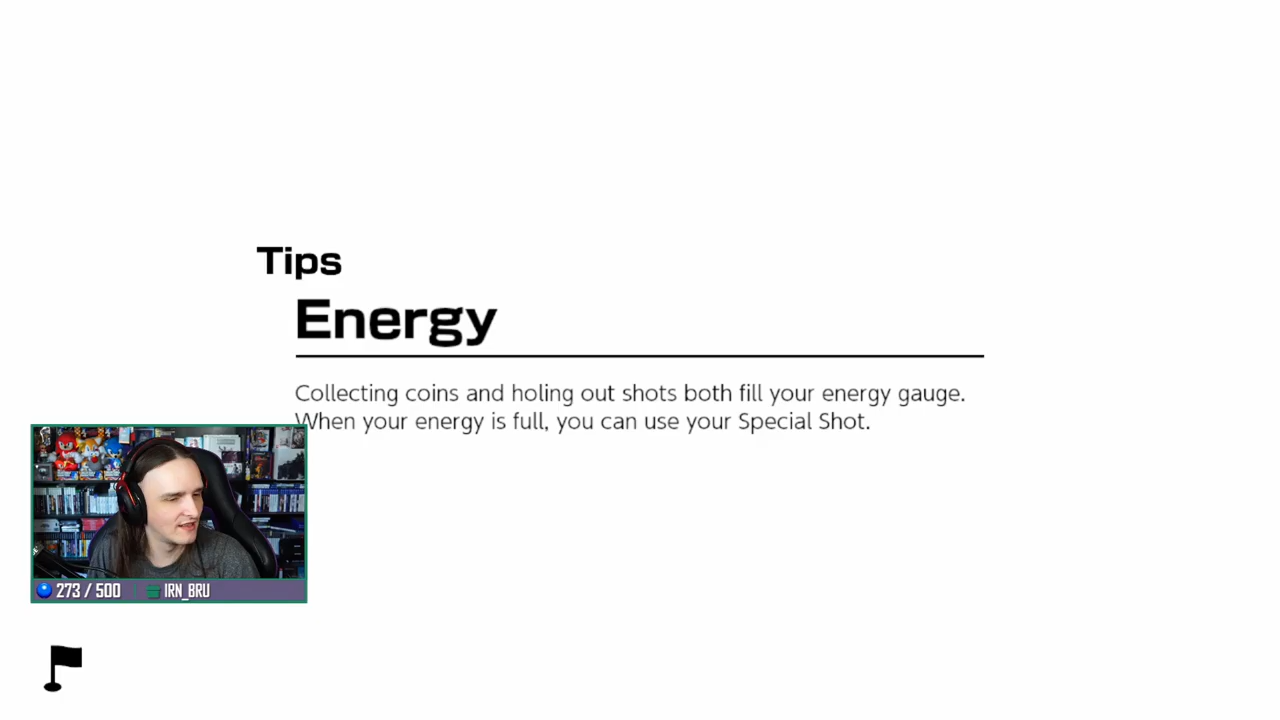 Tips
Energy
Collecting coins and holing out shots both fill your energy gauge.
When your energy is full, you can use your Special Shot.
273 / 500
IRN_BRU